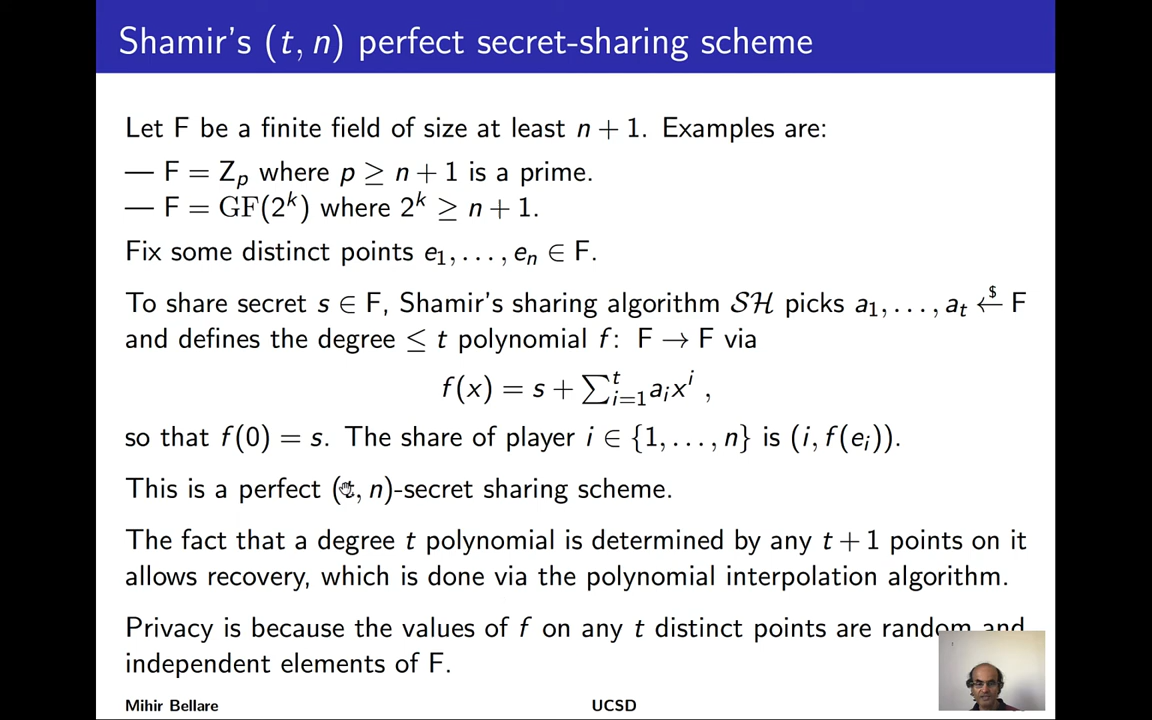 Shamir's (t, n) perfect secret-sharing scheme
Let F be a finite field of size at least n + 1. Examples are:
— F = Z_p where p ≥ n + 1 is a prime.
— F = GF(2^k) where 2^k ≥ n + 1.
Fix some distinct points e_1, . . . , e_n ∈ F.
To share secret s ∈ F, Shamir's sharing algorithm SH picks a_1, . . . , a_t ←$ F
and defines the degree ≤ t polynomial f : F → F via
f(x) = s + ∑_{i=1}^{t} a_i x^i ,
so that f(0) = s. The share of player i ∈ {1, . . . , n} is (i, f(e_i)).
This is a perfect (t, n)-secret sharing scheme.
The fact that a degree t polynomial is determined by any t + 1 points on it
allows recovery, which is done via the polynomial interpolation algorithm.
Privacy is because the values of f on any t distinct points are random and
independent elements of F.
Mihir Bellare UCSD